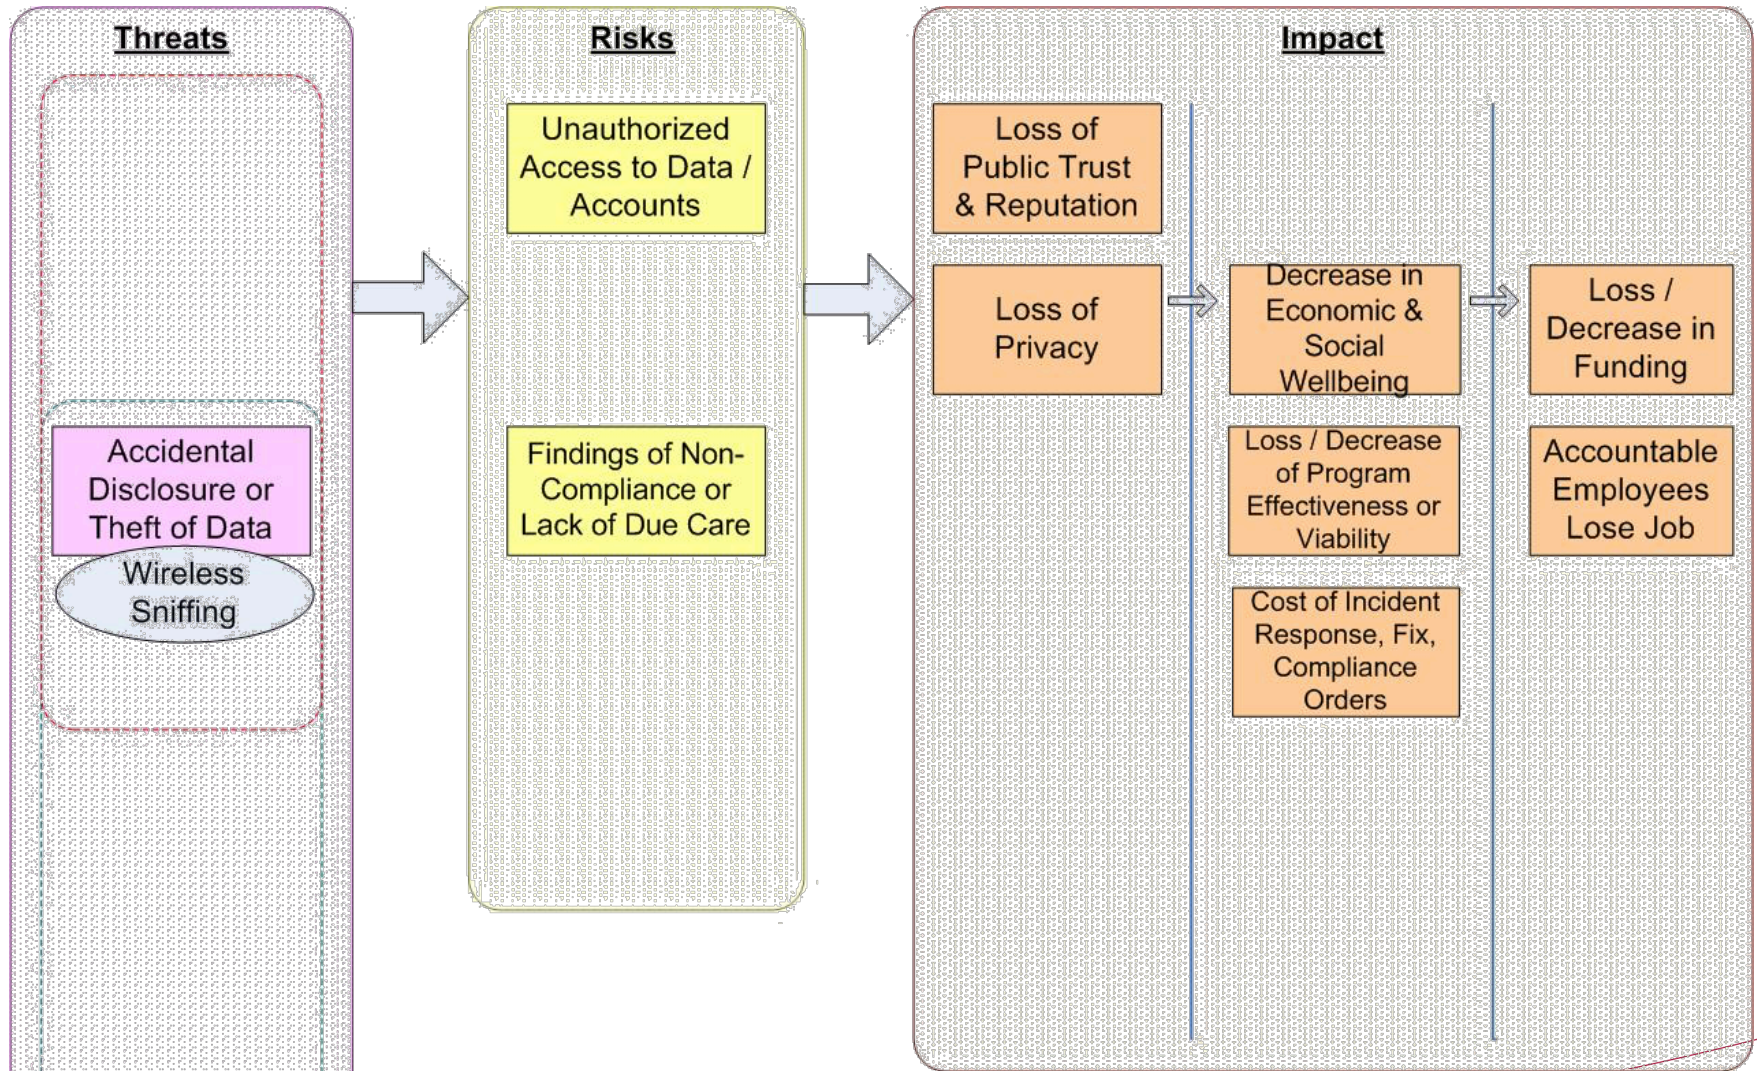 Threats
Accidental
Disclosure or
Theft of Data
Wireless
Sniffing
Risks
Unauthorized
Access to Data /
Accounts
Findings of Non-
Compliance or
Lack of Due Care
Impact
Loss of
Public Trust
& Reputation
Loss of
Privacy
Decrease in
Economic &
Social
Wellbeing
Loss / Decrease
of Program
Effectiveness or
Viability
Cost of Incident
Response, Fix,
Compliance
Orders
Loss /
Decrease in
Funding
Accountable
Employees
Lose Job